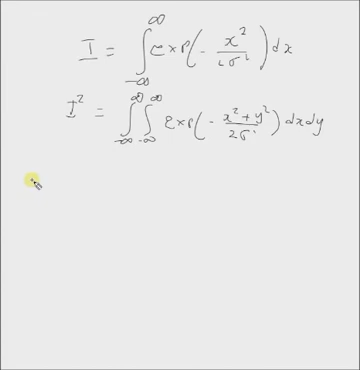 I = ∫_{-∞}^{∞} exp(- x²/2σ²) dx
I² = ∫_{-∞}^{∞} ∫_{-∞}^{∞} exp(- x²+y²/2σ²) dx dy